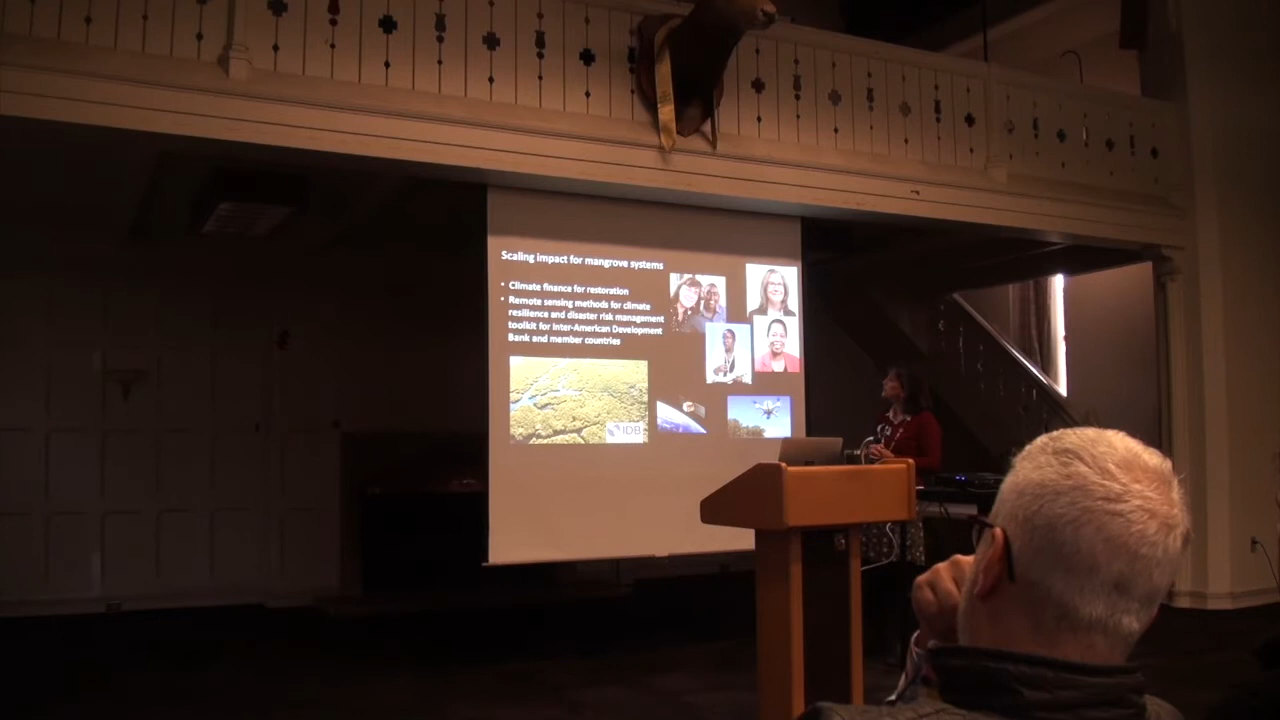 Scaling impact for mangrove systems
• Climate finance for restoration
• Remote sensing methods for climate
resilience and disaster risk management
toolkit for Inter-American Development
Bank and member countries
IDB